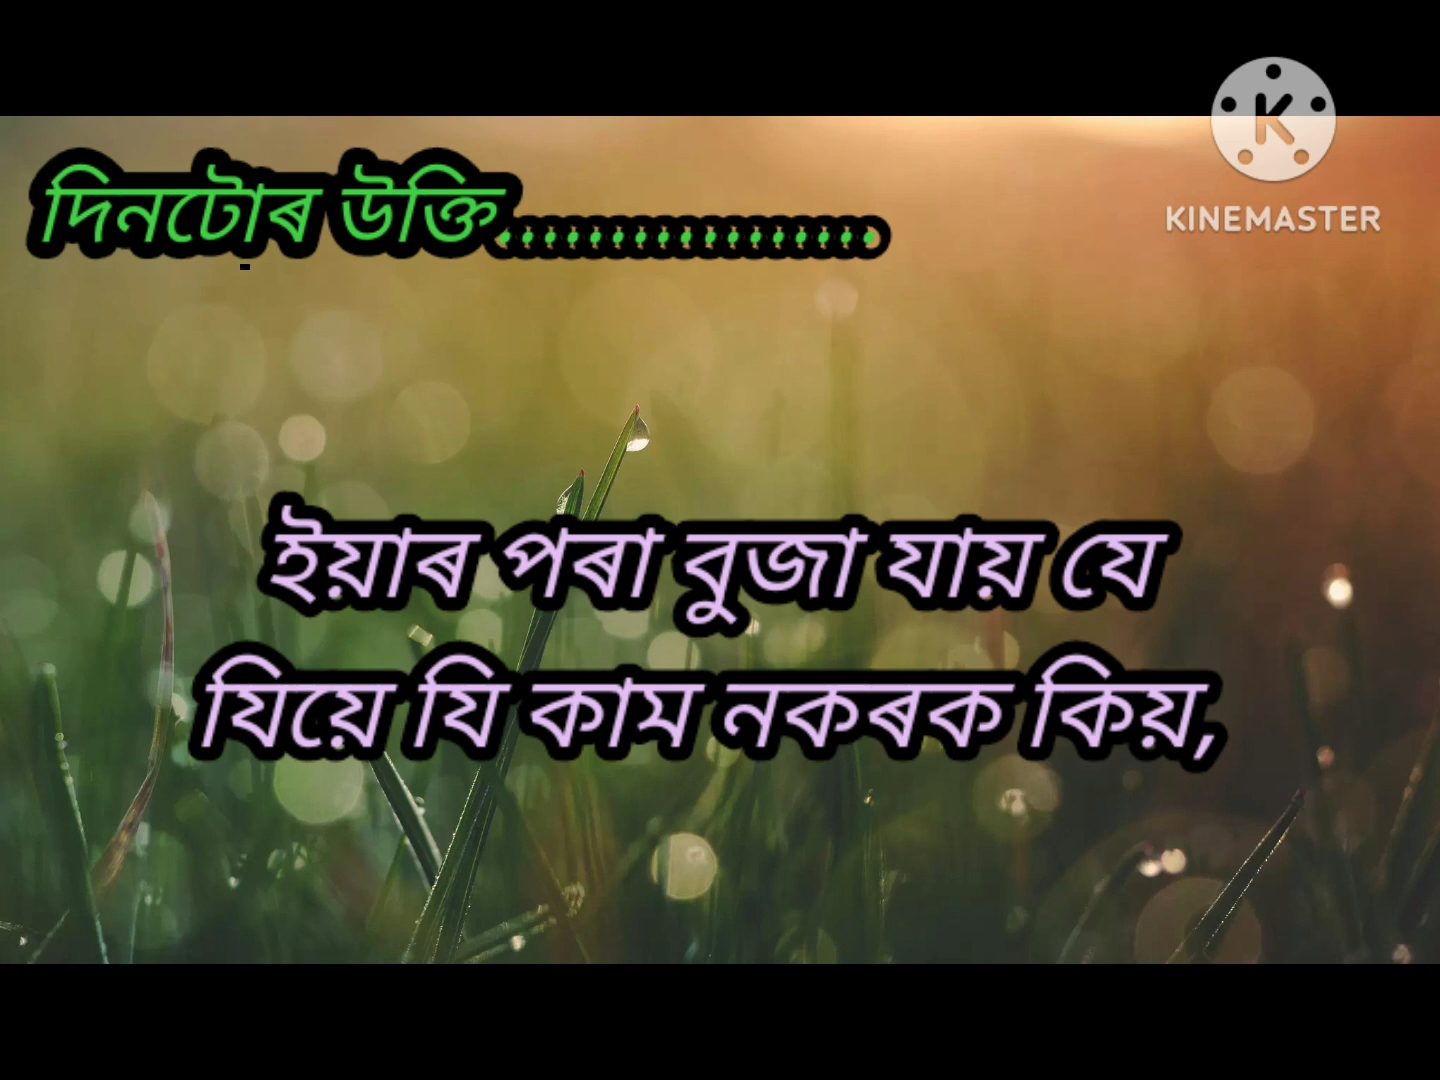 দিনটোৰ উক্তি.................
KINEMASTER
ইয়াৰ পৰা বুজা যায় যে
যিয়ে যি কাম নকৰক কিয়,